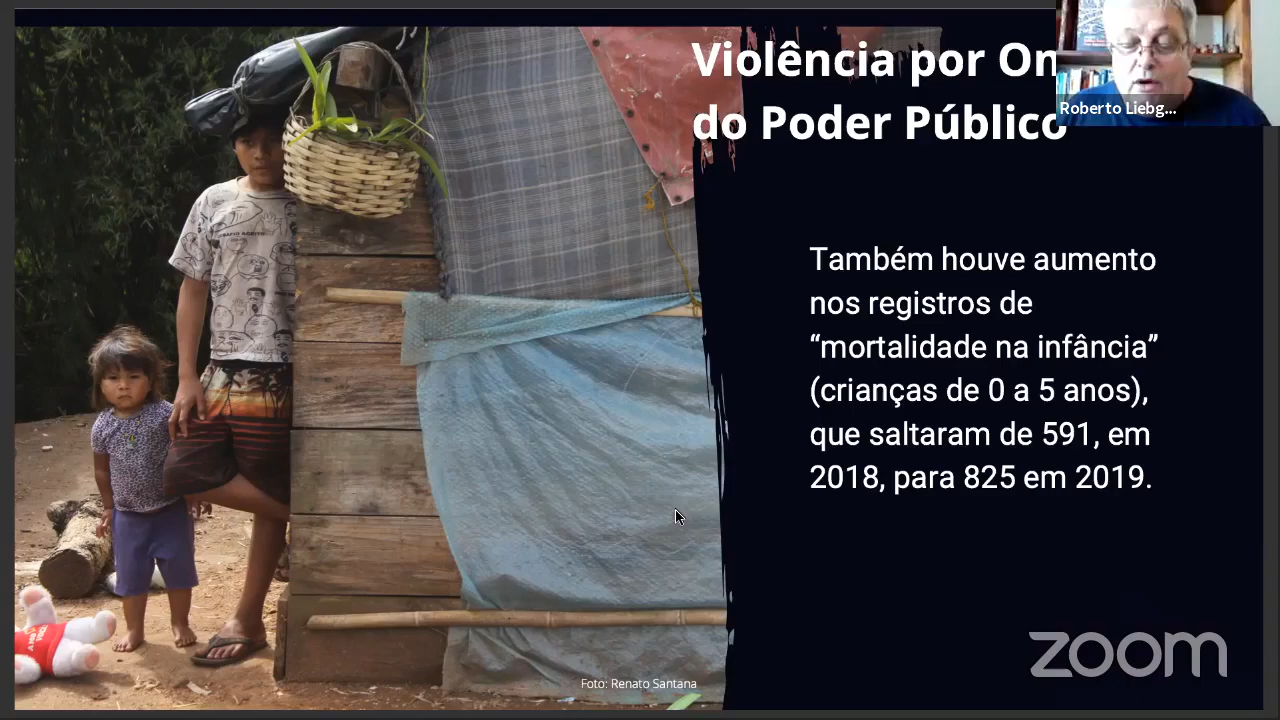 Violência por Om
do Poder Público
Roberto Liebg...
Também houve aumento
nos registros de
“mortalidade na infância”
(crianças de 0 a 5 anos),
que saltaram de 591, em
2018, para 825 em 2019.
Foto: Renato Santana
zoom